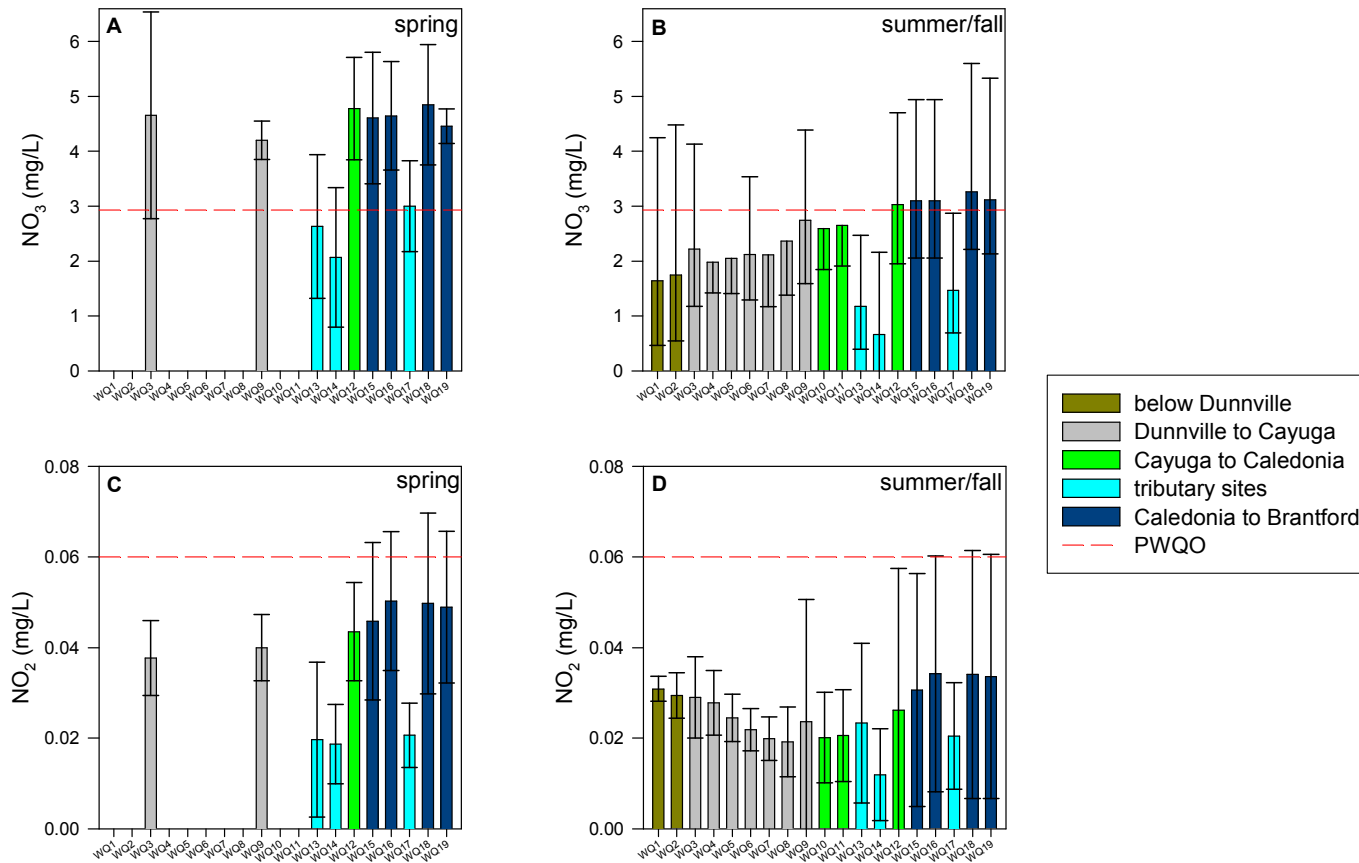 A spring
NO3 (mg/L)
6
5
4
3
2
1
0
WQ1 WQ2 WQ3 WQ4 WQ5 WQ6 WQ7 WQ8 WQ9 WQ10 WQ11 WQ13 WQ14 WQ12 WQ15 WQ16 WQ17 WQ18 WQ19
B summer/fall
NO3 (mg/L)
6
5
4
3
2
1
0
WQ1 WQ2 WQ3 WQ4 WQ5 WQ6 WQ7 WQ8 WQ9 WQ10 WQ11 WQ13 WQ14 WQ12 WQ15 WQ16 WQ17 WQ18 WQ19
C spring
NO2 (mg/L)
0.08
0.06
0.04
0.02
0.00
WQ1 WQ2 WQ3 WQ4 WQ5 WQ6 WQ7 WQ8 WQ9 WQ10 WQ11 WQ13 WQ14 WQ12 WQ15 WQ16 WQ17 WQ18 WQ19
D summer/fall
NO2 (mg/L)
0.08
0.06
0.04
0.02
0.00
WQ1 WQ2 WQ3 WQ4 WQ5 WQ6 WQ7 WQ8 WQ9 WQ10 WQ11 WQ13 WQ14 WQ12 WQ15 WQ16 WQ17 WQ18 WQ19
below Dunnville
Dunnville to Cayuga
Cayuga to Caledonia
tributary sites
Caledonia to Brantford
PWQO